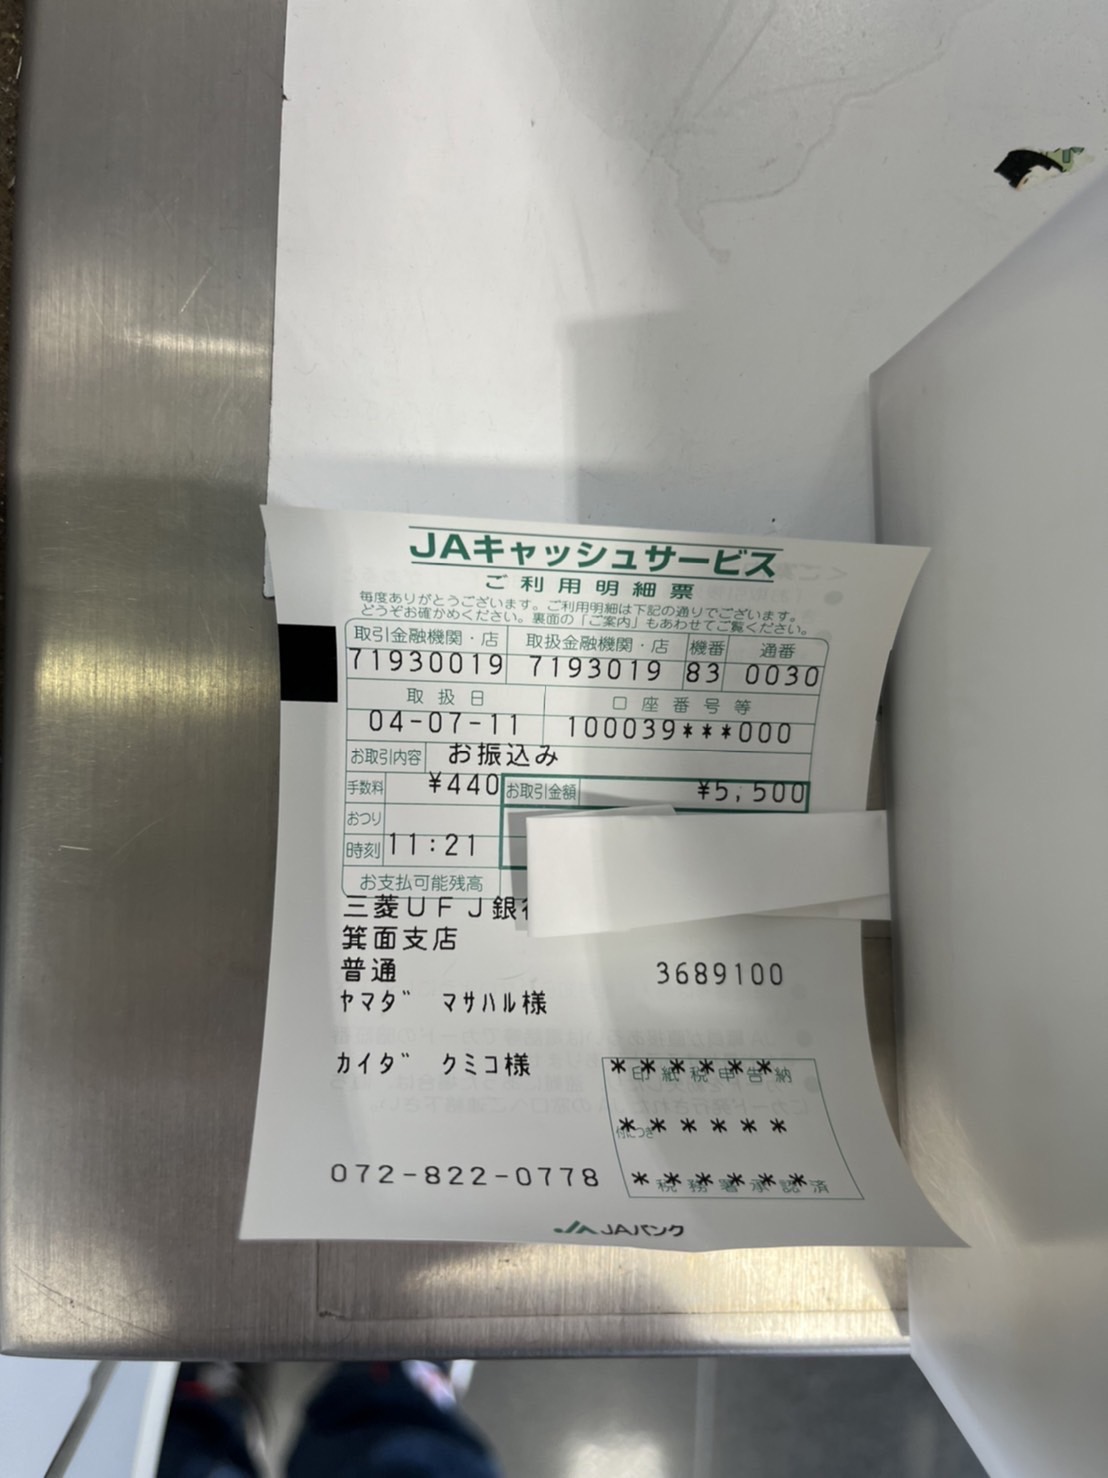 JAキャッシュサービス
ご利用明細票
毎度ありがとうございます。ご利用明細は下記の通りでございます。
どうぞお確かめください。裏面の「ご案内」もあわせてご覧ください。
取引金融機関・店 取扱金融機関・店 機番 通番
71930019 7193019 83 0030
取扱日 口座番号等
04-07-11 100039***000
お取引内容 お振込み
手数料 ¥440 お取引金額 ¥5,500
おつり
時刻 11:21
お支払可能残高
三菱UFJ銀
箕面支店
普通 3689100
ヤマダ マサハル様
カイダ クミコ様
******
印紙税申告納
付につき ******
******
税務署承認済
072-822-0778
JAバンク